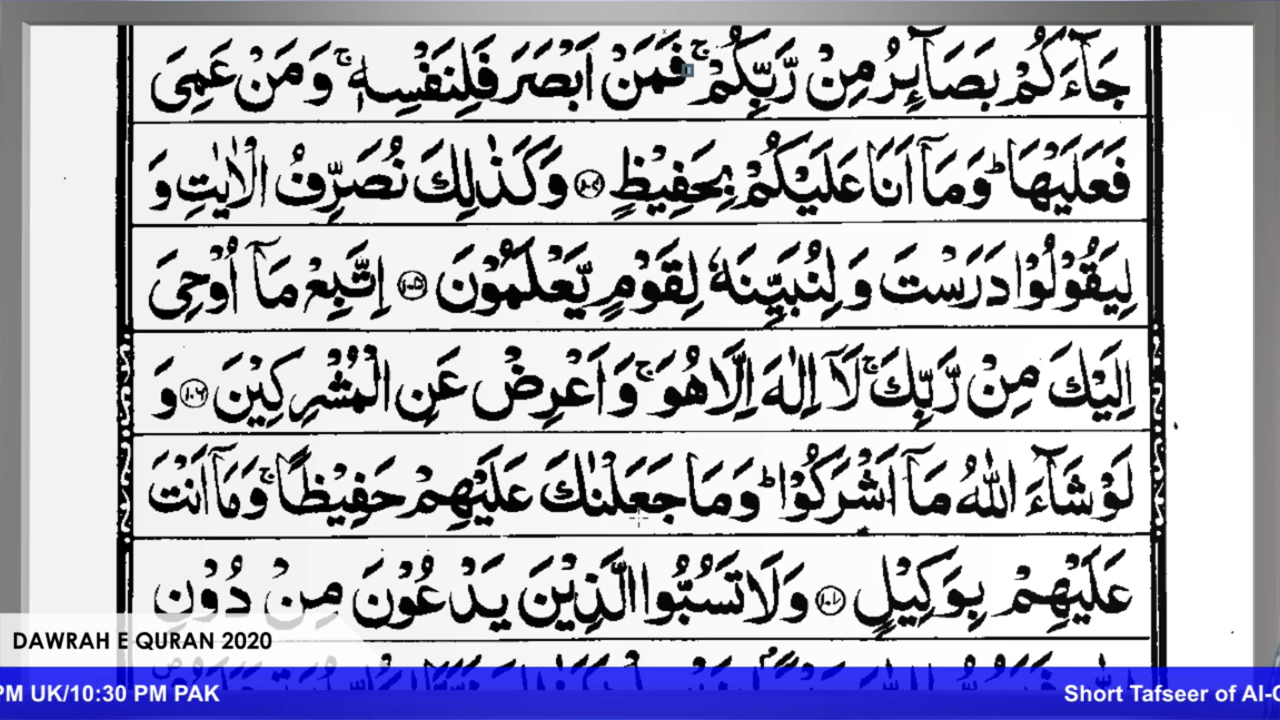 جَآءَكُمْ بَصَآئِرُ مِنْ رَّبِّكُمْ ۚ فَمَنْ اَبْصَرَ فَلِنَفْسِهٖ ۚ وَمَنْ عَمِیَ
فَعَلَیْهَا ؕ وَمَاۤ اَنَا عَلَیْكُمْ بِحَفِیْظٍ ۝۱۰۴ وَكَذٰلِكَ نُصَرِّفُ الْاٰیٰتِ وَ
لِیَقُوْلُوْا دَرَسْتَ وَ لِنُبَیِّنَهٗ لِقَوْمٍ یَّعْلَمُوْنَ ۝۱۰۵ اِتَّبِعْ مَاۤ اُوْحِیَ
اِلَیْكَ مِنْ رَّبِّكَ ۚ لَاۤ اِلٰهَ اِلَّا هُوَ ۚ وَاَعْرِضْ عَنِ الْمُشْرِكِیْنَ ۝۱۰۶ وَ
لَوْ شَآءَ اللّٰهُ مَاۤ اَشْرَكُوْا ؕ وَمَا جَعَلْنٰكَ عَلَیْهِمْ حَفِیْظًا ۚ وَمَاۤ اَنْتَ
عَلَیْهِمْ بِوَكِیْلٍ ۝۱۰۷ وَلَا تَسُبُّوا الَّذِیْنَ یَدْعُوْنَ مِنْ دُوْنِ
DAWRAH E QURAN 2020
PM UK/10:30 PM PAK
Short Tafseer of Al-